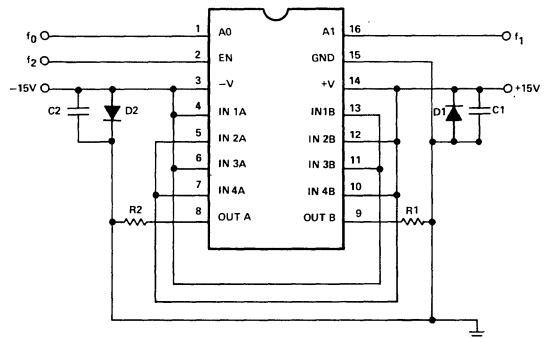 f0 1 A0 A1 16 f1
f2 2 EN GND 15
-15V 3 -V +V 14 +15V
C2 D2 4 IN 1A IN1B 13 D1 C1
5 IN 2A IN 2B 12
6 IN 3A IN 3B 11
7 IN 4A IN 4B 10
R2 8 OUT A OUT B 9 R1